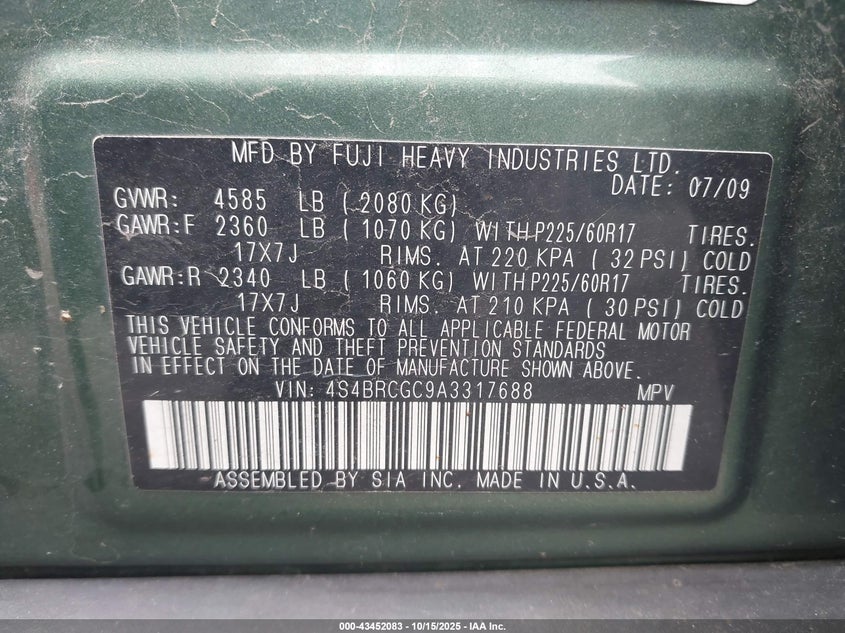 MFD BY FUJI HEAVY INDUSTRIES LTD.
DATE: 07/09
GVWR: 4585 LB ( 2080 KG)
GAWR:F 2360 LB ( 1070 KG) WITH P225/60R17 TIRES.
17X7J RIMS. AT 220 KPA ( 32 PSI) COLD
GAWR:R 2340 LB ( 1060 KG) WITH P225/60R17 TIRES.
17X7J RIMS. AT 210 KPA ( 30 PSI) COLD
THIS VEHICLE CONFORMS TO ALL APPLICABLE FEDERAL MOTOR
VEHICLE SAFETY AND THEFT PREVENTION STANDARDS
IN EFFECT ON THE DATE OF MANUFACTURE SHOWN ABOVE.
VIN: 4S4BRCGC9A3317688 MPV
ASSEMBLED BY SIA INC. MADE IN U.S.A.
000-43452083 - 10/15/2025 - IAA Inc.